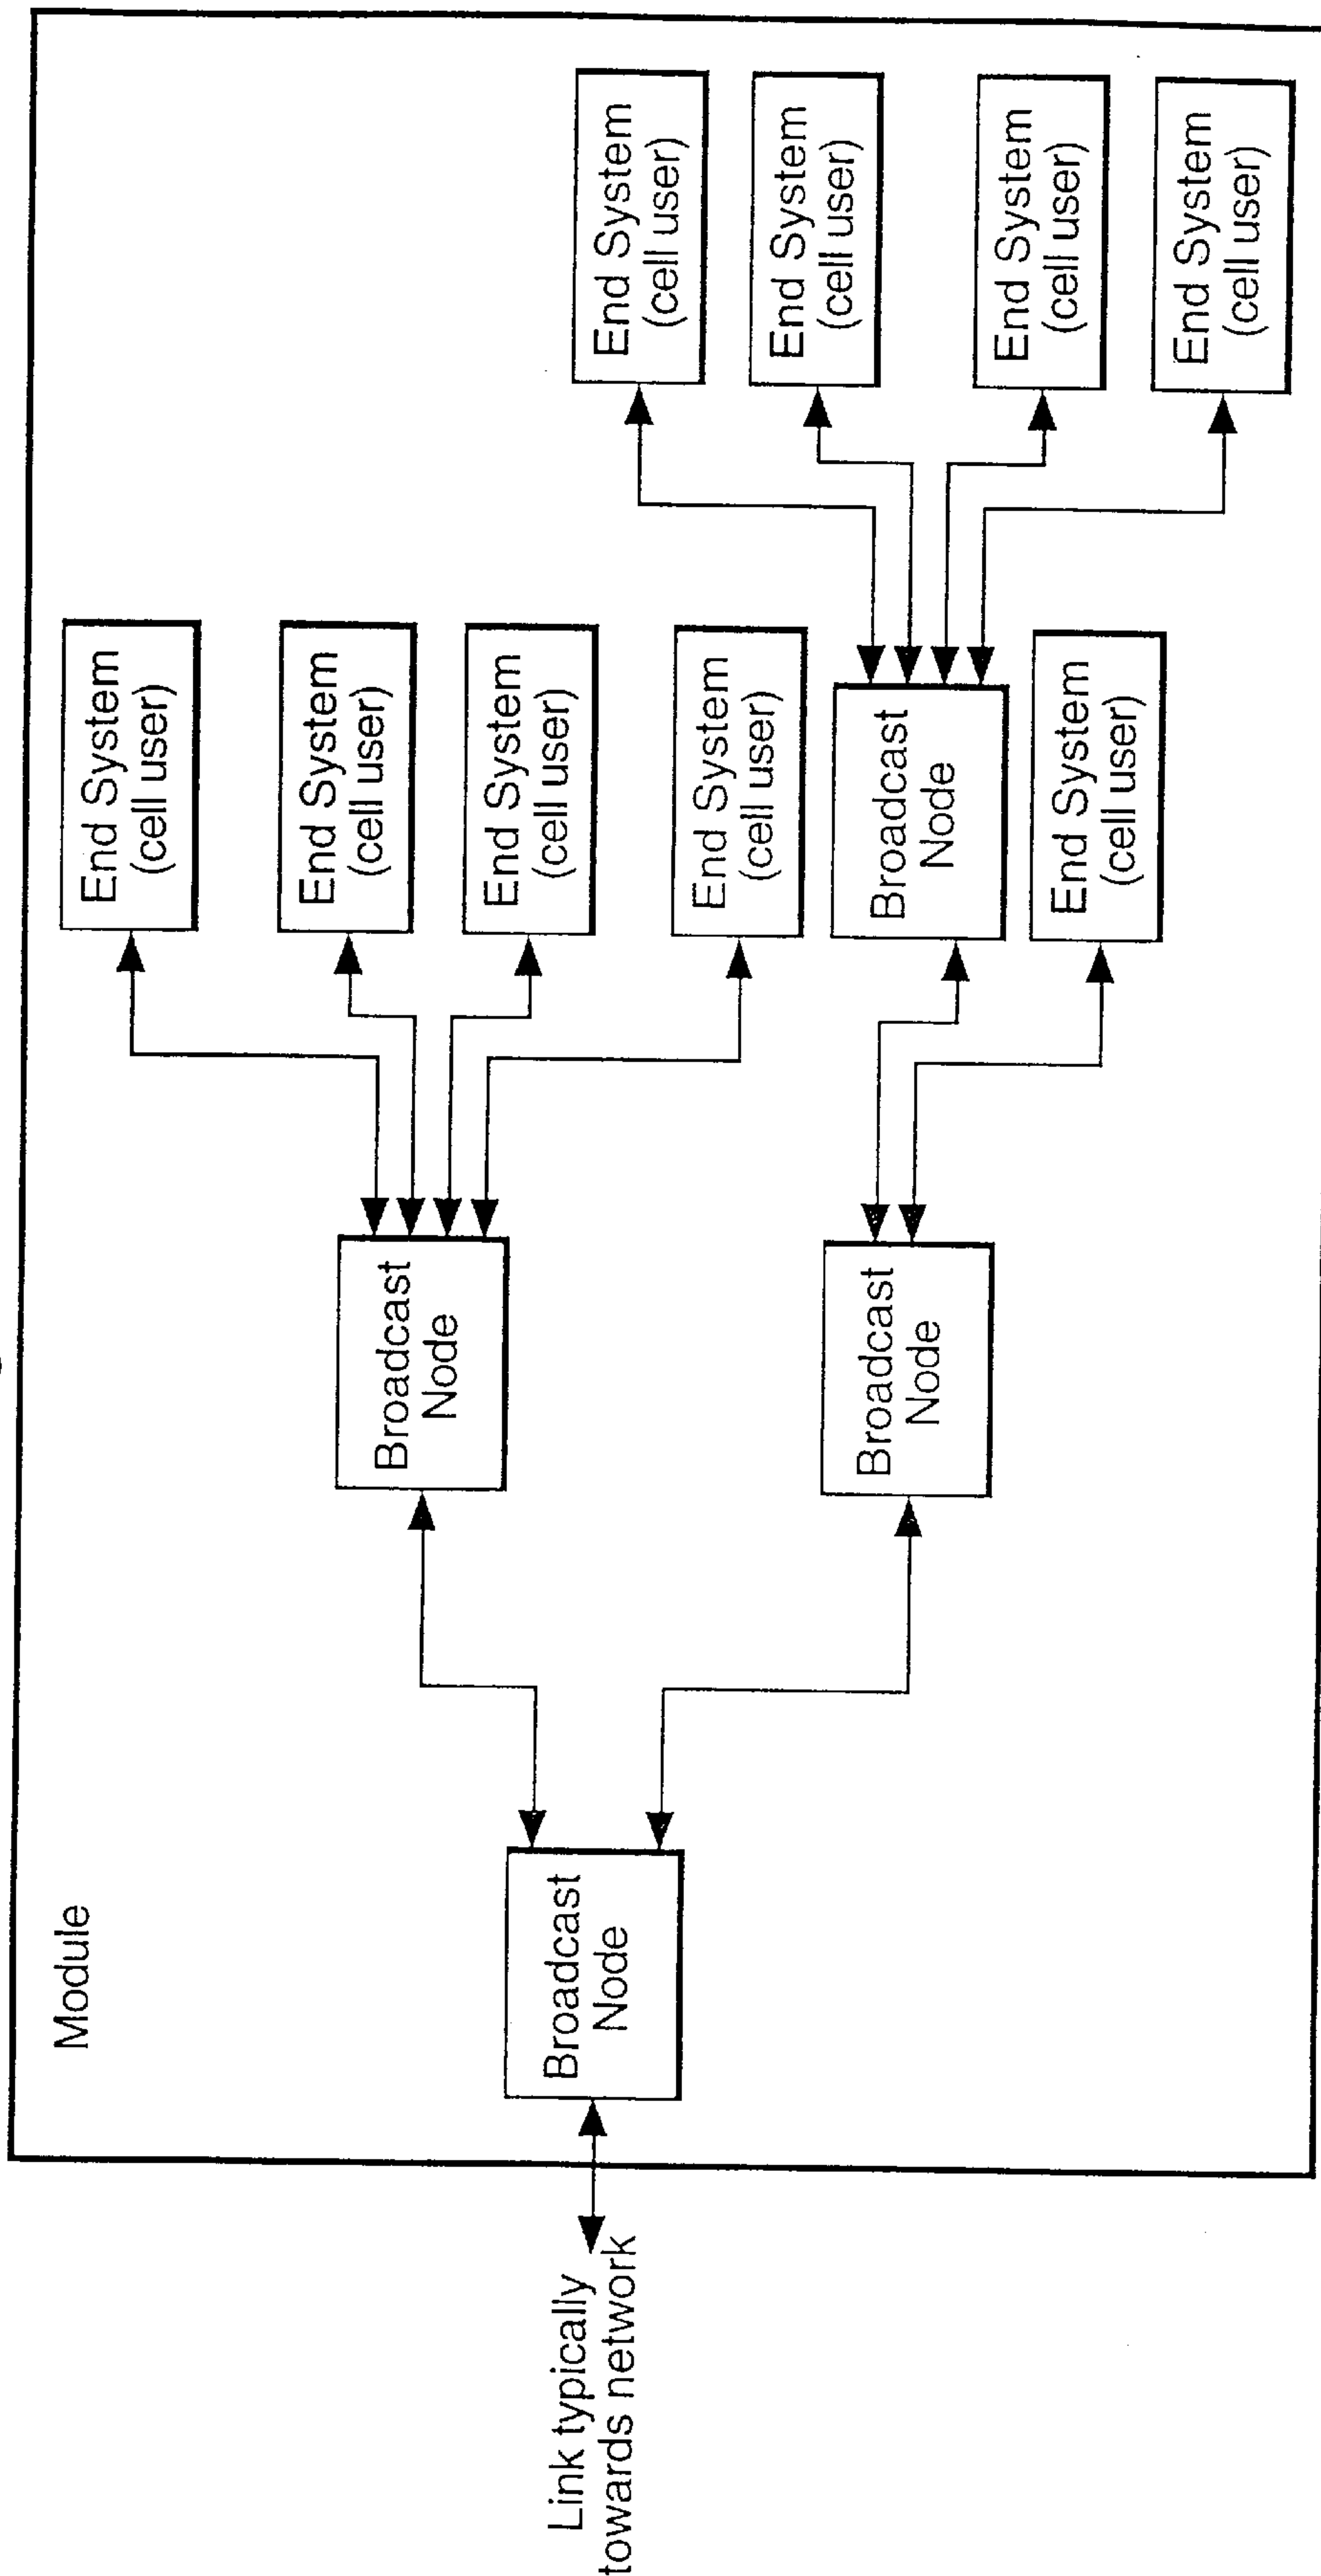 Module
Link typically
towards network
Broadcast
Node
Broadcast
Node
Broadcast
Node
End System
(cell user)
End System
(cell user)
End System
(cell user)
End System
(cell user)
Broadcast
Node
End System
(cell user)
End System
(cell user)
End System
(cell user)
End System
(cell user)
End System
(cell user)